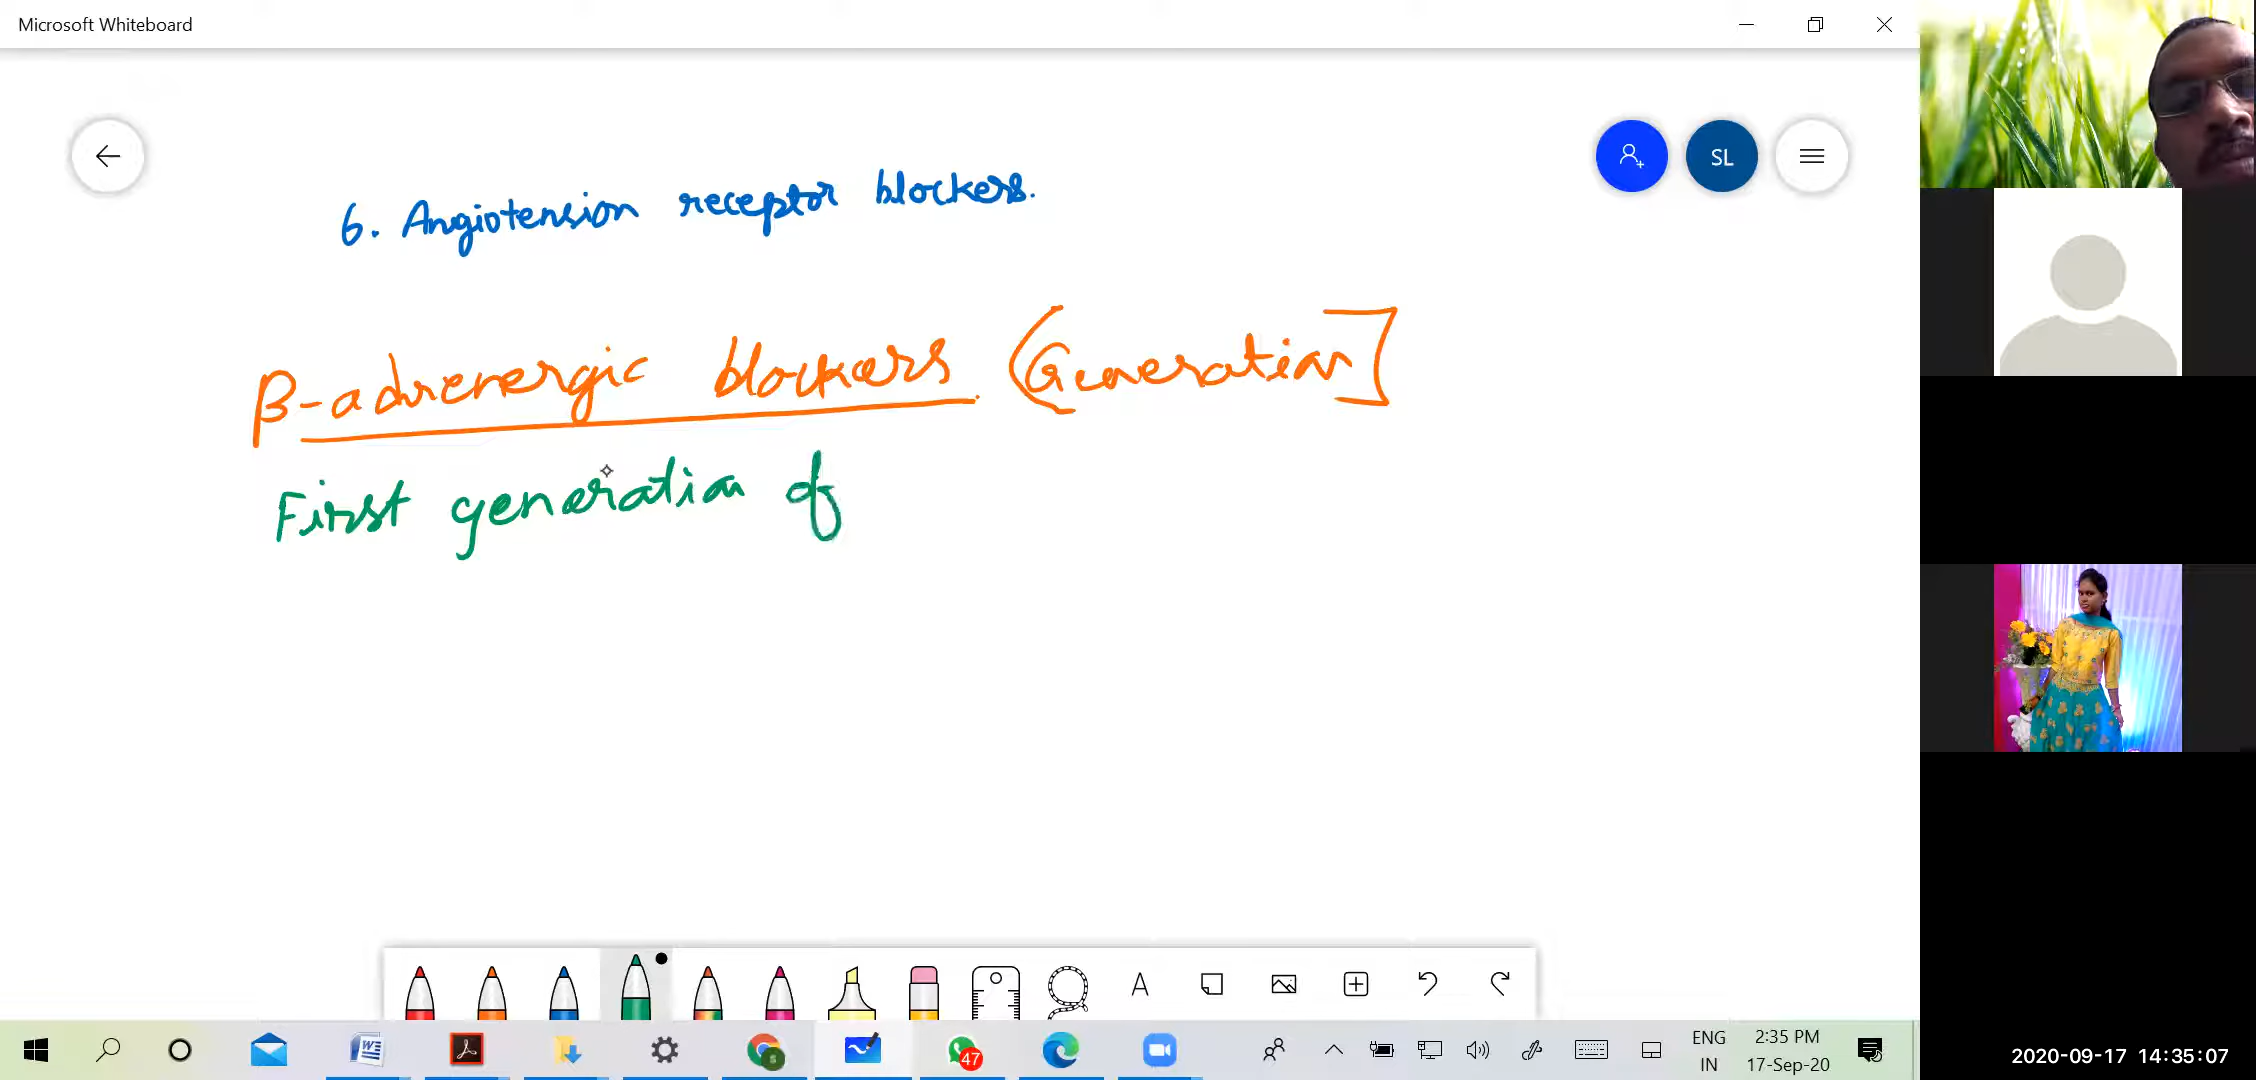 Microsoft Whiteboard
SL
6. Angiotension receptor blockers.
β-adrenergic blockers (Generation]
First generation of
A
47
ENG
IN
2:35 PM
17-Sep-20
2020-09-17 14:35:07